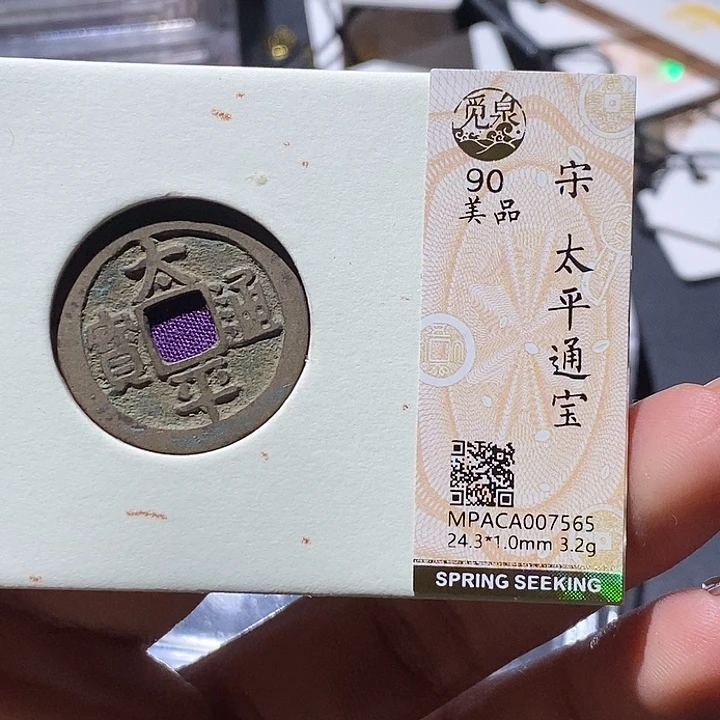 太
平
通
寳
觅泉
90
美品
宋 太平通宝
MPACA007565
24.3*1.0mm 3.2g
SPRING SEEKING